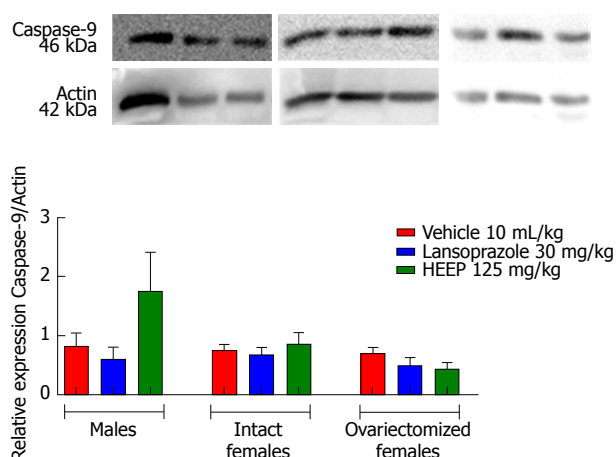 Caspase-9
46 kDa
Actin
42 kDa
Relative expression Caspase-9/Actin
3
2
1
0
Vehicle 10 mL/kg
Lansoprazole 30 mg/kg
HEEP 125 mg/kg
Males
Intact
females
Ovariectomized
females